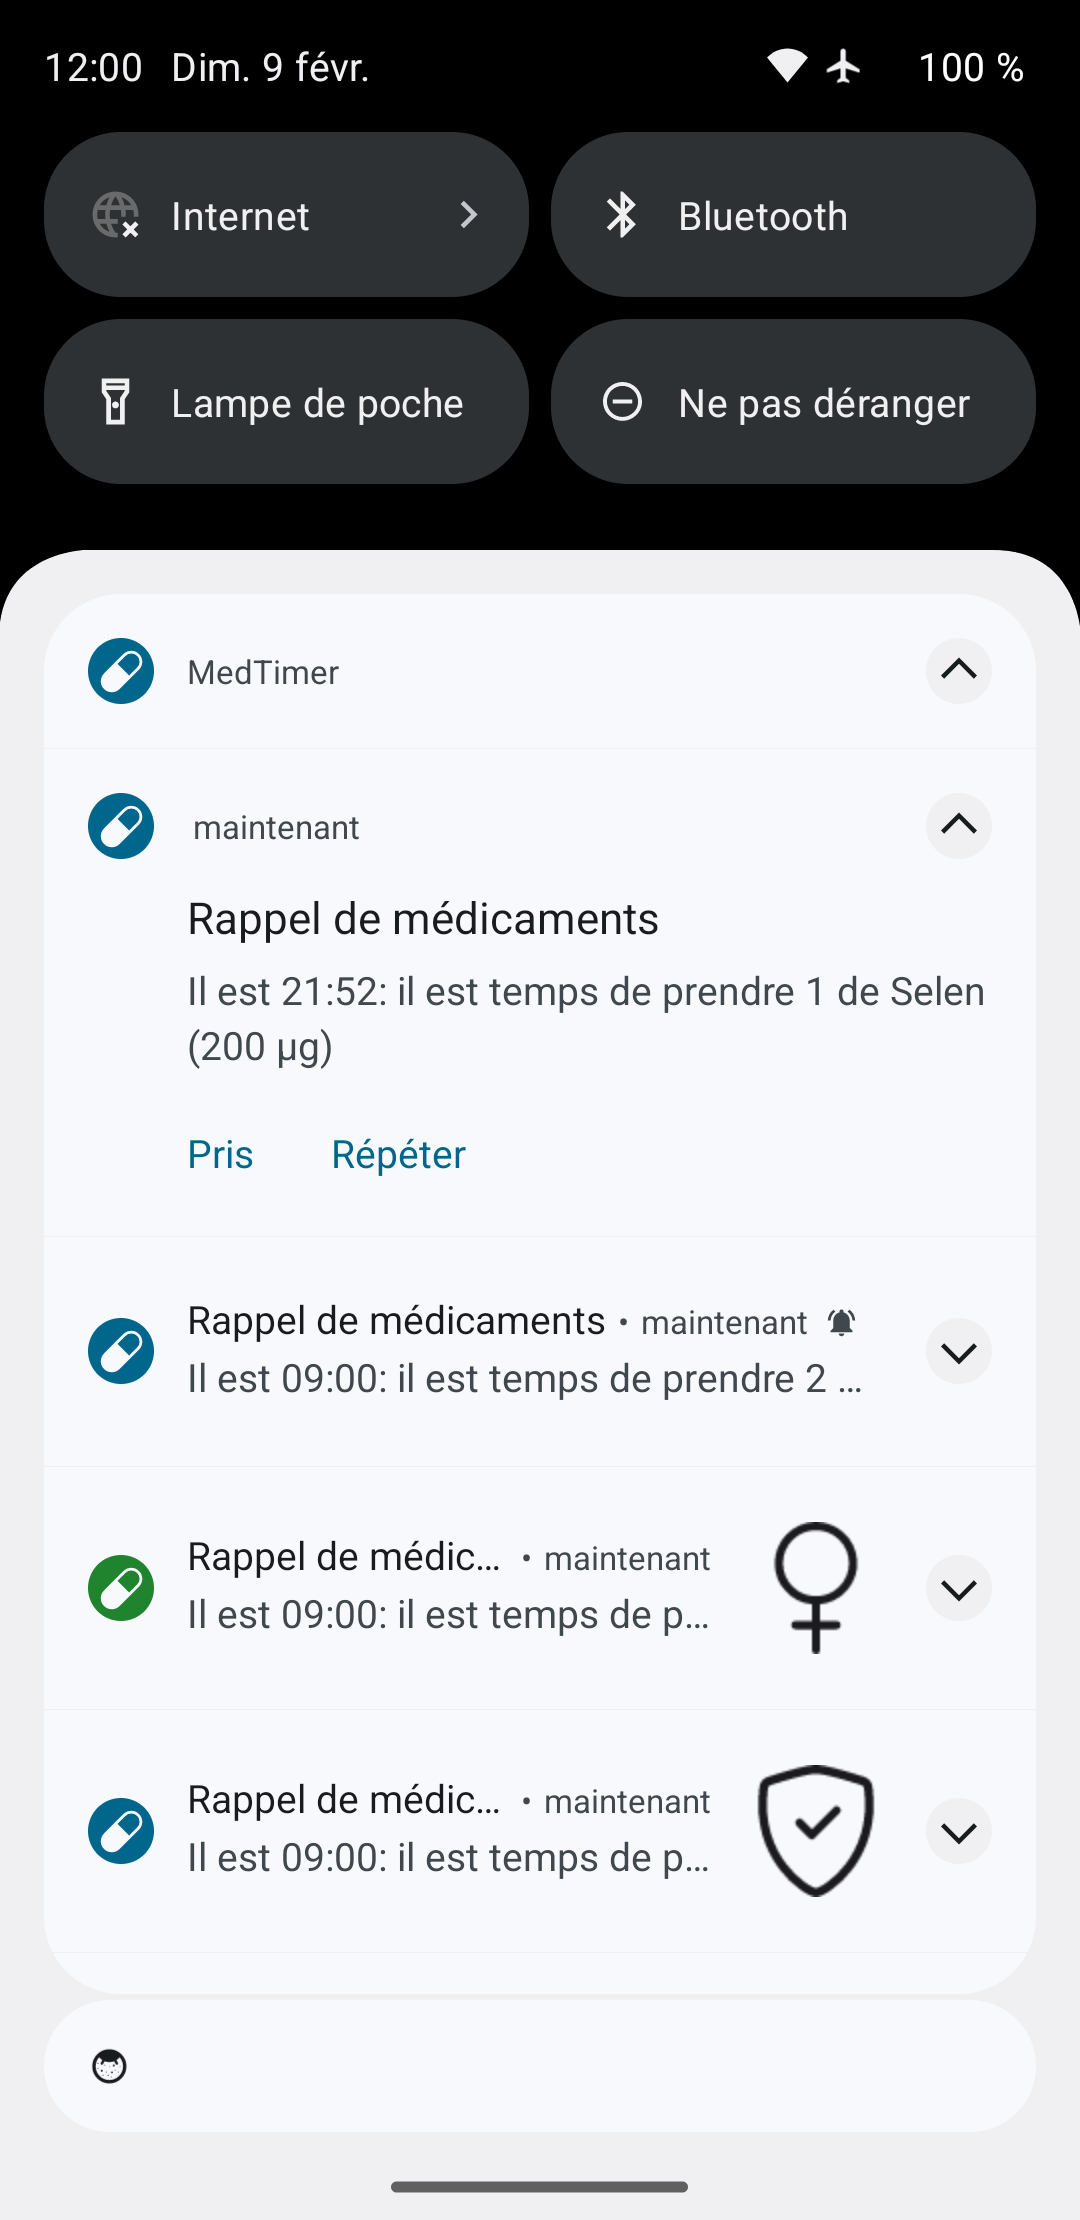 12:00 Dim. 9 févr. 100 %
Internet
Bluetooth
Lampe de poche
Ne pas déranger
MedTimer
maintenant
Rappel de médicaments
Il est 21:52: il est temps de prendre 1 de Selen
(200 µg)
Pris Répéter
Rappel de médicaments • maintenant
Il est 09:00: il est temps de prendre 2 ...
Rappel de médic... • maintenant
Il est 09:00: il est temps de p...
Rappel de médic... • maintenant
Il est 09:00: il est temps de p...